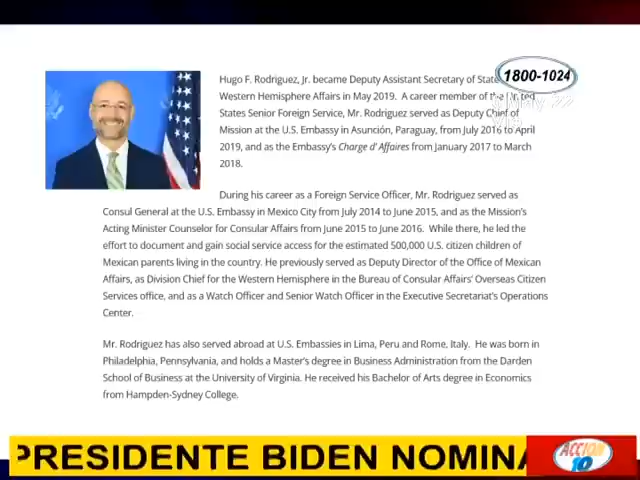 Hugo F. Rodriguez, Jr. became Deputy Assistant Secretary of State
1800-1024
Western Hemisphere Affairs in May 2019. A career member of the United
States Senior Foreign Service, Mr. Rodriguez served as Deputy Chief of
Mission at the U.S. Embassy in Asunción, Paraguay, from July 2016 to April
2019, and as the Embassy's Charge d' Affaires from January 2017 to March
2018.
During his career as a Foreign Service Officer, Mr. Rodriguez served as
Consul General at the U.S. Embassy in Mexico City from July 2014 to June 2015, and as the Mission's
Acting Minister Counselor for Consular Affairs from June 2015 to June 2016. While there, he led the
effort to document and gain social service access for the estimated 500,000 U.S. citizen children of
Mexican parents living in the country. He previously served as Deputy Director of the Office of Mexican
Affairs, as Division Chief for the Western Hemisphere in the Bureau of Consular Affairs' Overseas Citizen
Services office, and as a Watch Officer and Senior Watch Officer in the Executive Secretariat's Operations
Center.
Mr. Rodriguez has also served abroad at U.S. Embassies in Lima, Peru and Rome, Italy. He was born in
Philadelphia, Pennsylvania, and holds a Master's degree in Business Administration from the Darden
School of Business at the University of Virginia. He received his Bachelor of Arts degree in Economics
from Hampden-Sydney College.
PRESIDENTE BIDEN NOMINA
ACCION
10